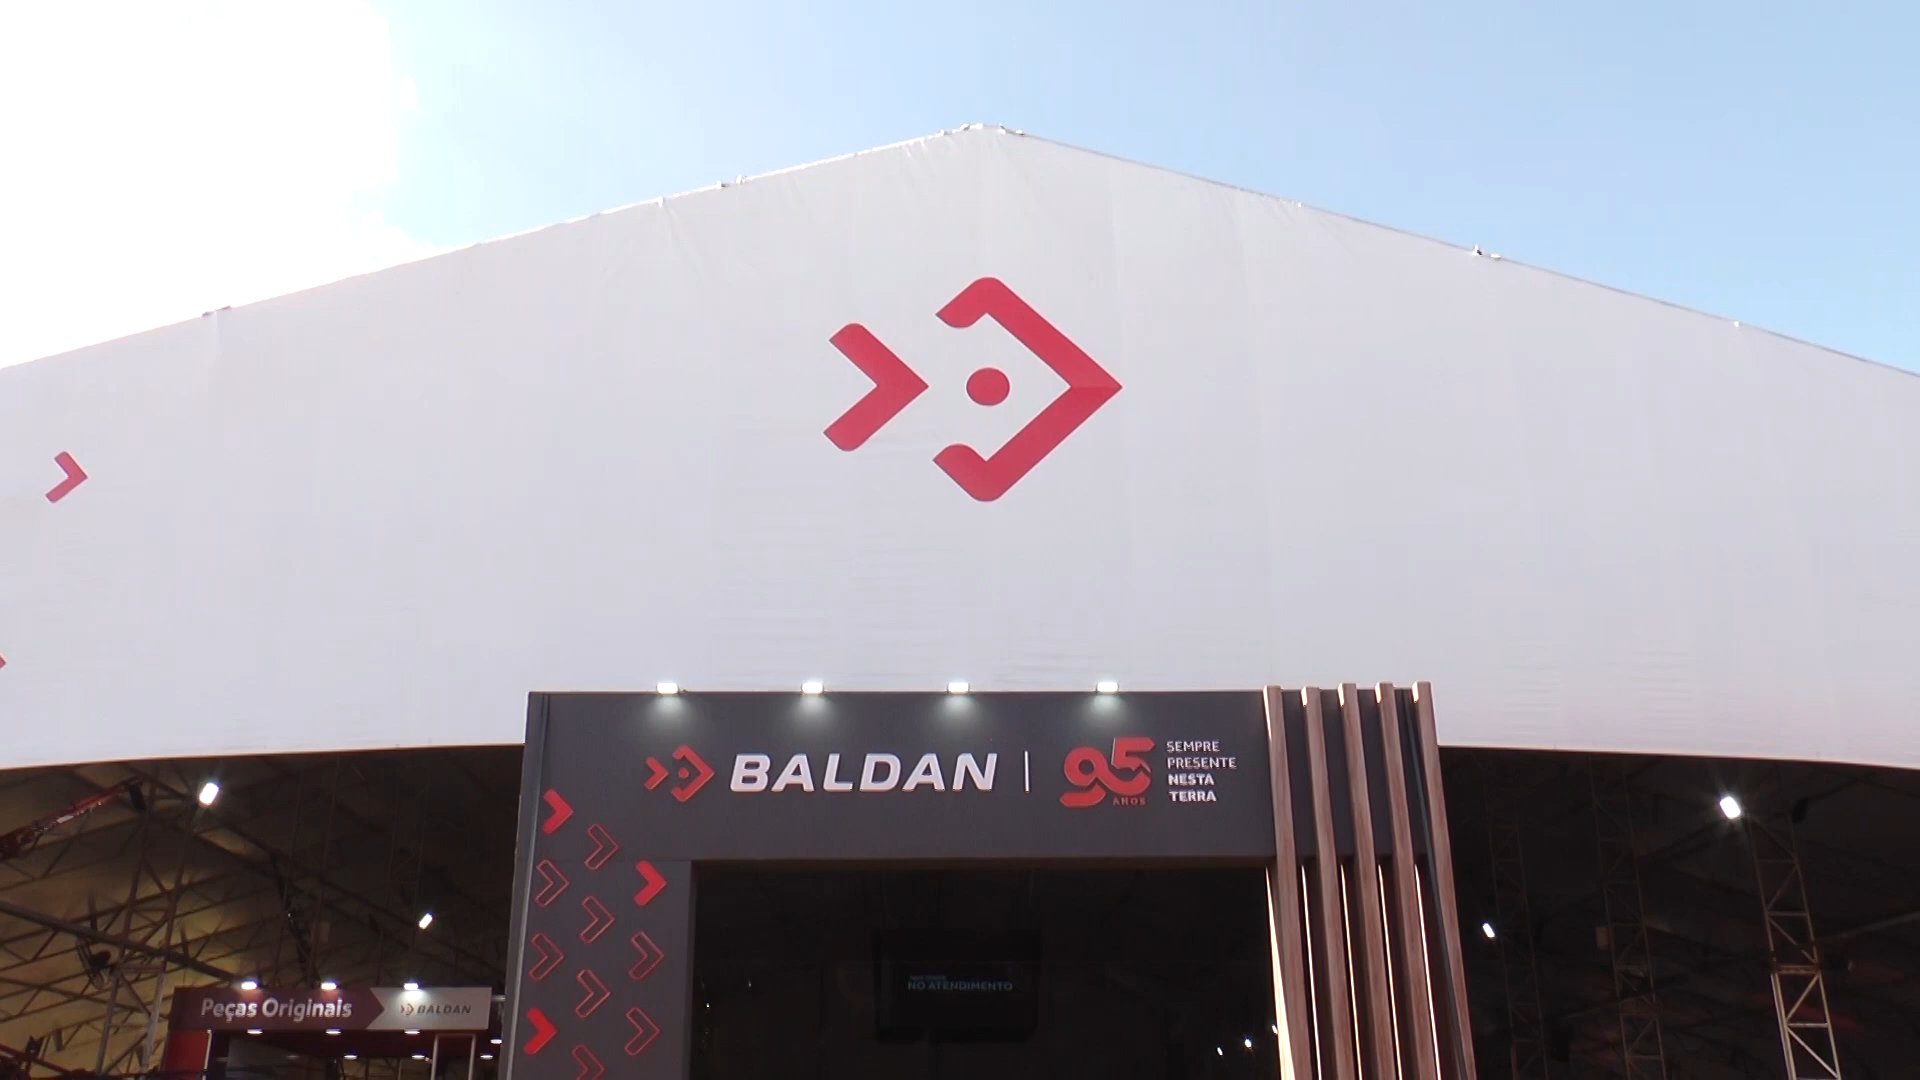 BALDAN
95
ANOS
SEMPRE
PRESENTE
NESTA
TERRA
NO ATENDIMENTO
Peças Originais
BALDAN